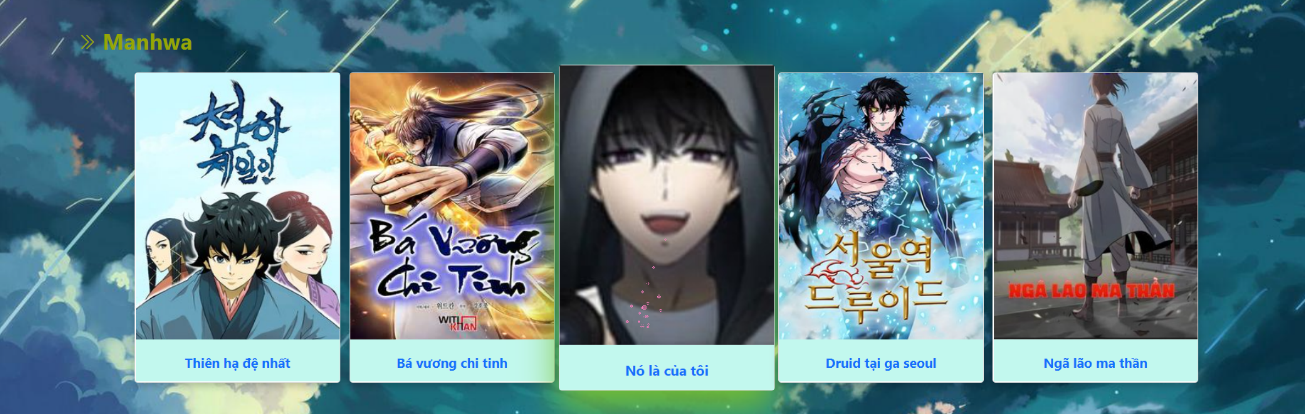 Manhwa
천하
제일인
Bá Vương
Chi Tinh
WITH
KHAN
서울역
드루이드
NGÃ LÃO MA THẦN
Thiên hạ đệ nhất
Bá vương chi tinh
Nó là của tôi
Druid tại ga seoul
Ngã lão ma thần